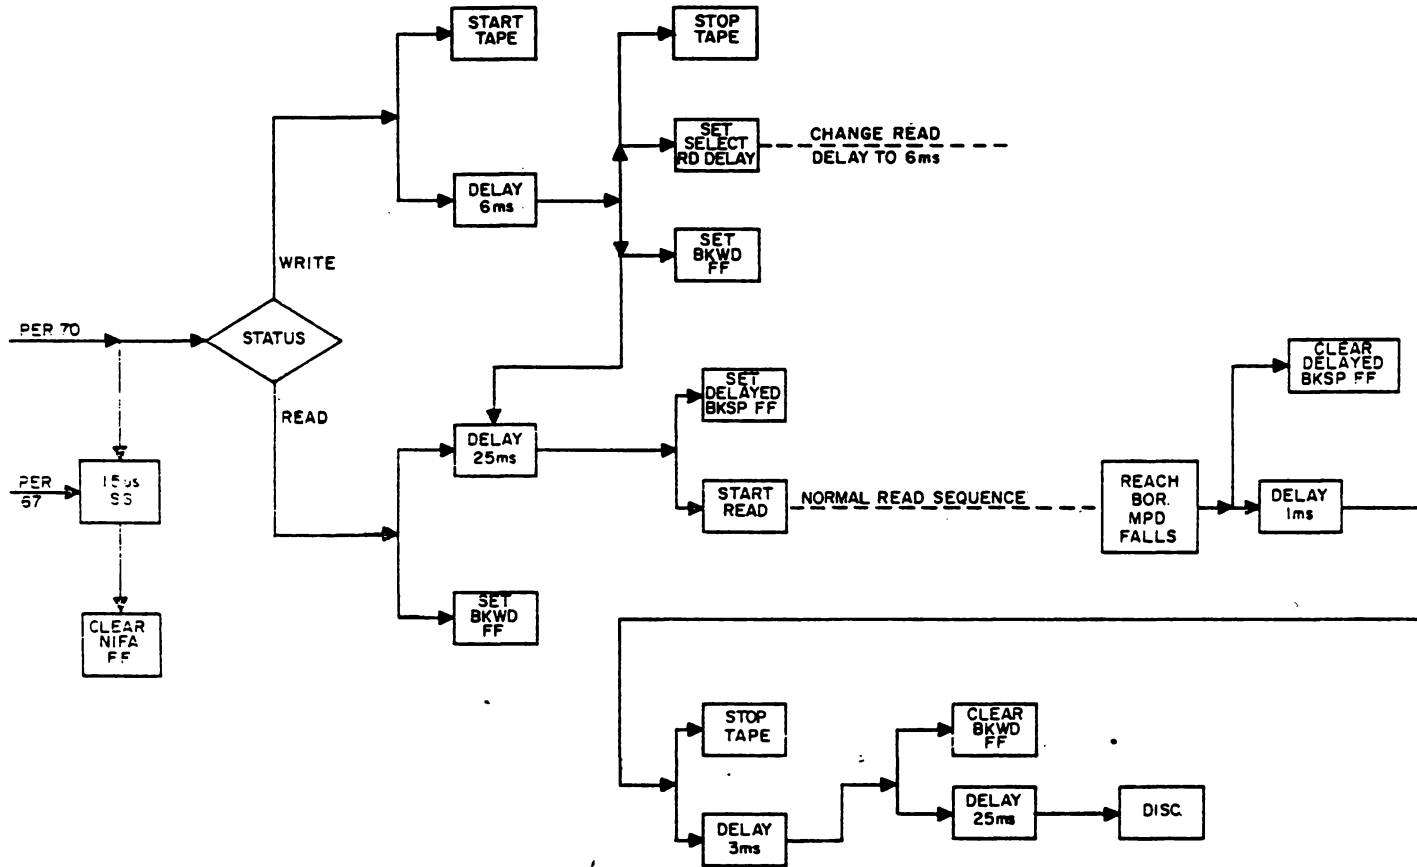 START
TAPE
STOP
TAPE
SET
SELECT
RD DELAY
CHANGE READ
DELAY TO 6ms
DELAY
6ms
SET
BKWD
FF
WRITE
PER 70
STATUS
READ
CLEAR
DELAYED
BKSP FF
SET
DELAYED
BKSP FF
DELAY
25ms
PER
67
SS
START
READ
NORMAL READ SEQUENCE
REACH
BOR.
MPD
FALLS
DELAY
1ms
SET
BKWD
FF
CLEAR
NIFA
FF
STOP
TAPE
CLEAR
BKWD
FF
DELAY
3ms
DELAY
25ms
DISC.